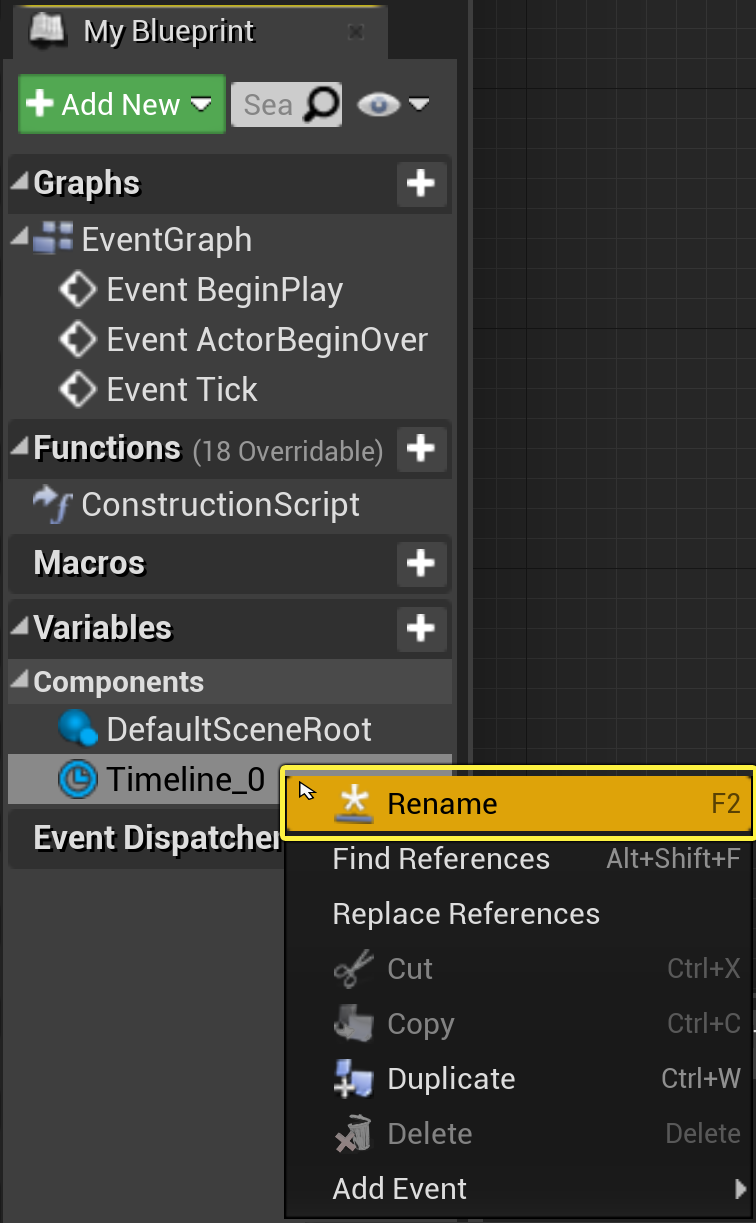 My Blueprint
Add New
Sea
Graphs
EventGraph
Event BeginPlay
Event ActorBeginOver
Event Tick
Functions (18 Overridable)
ConstructionScript
Macros
Variables
Components
DefaultSceneRoot
Timeline_0
Event Dispatcher
Rename F2
Find References Alt+Shift+F
Replace References
Cut Ctrl+X
Copy Ctrl+C
Duplicate Ctrl+W
Delete Delete
Add Event